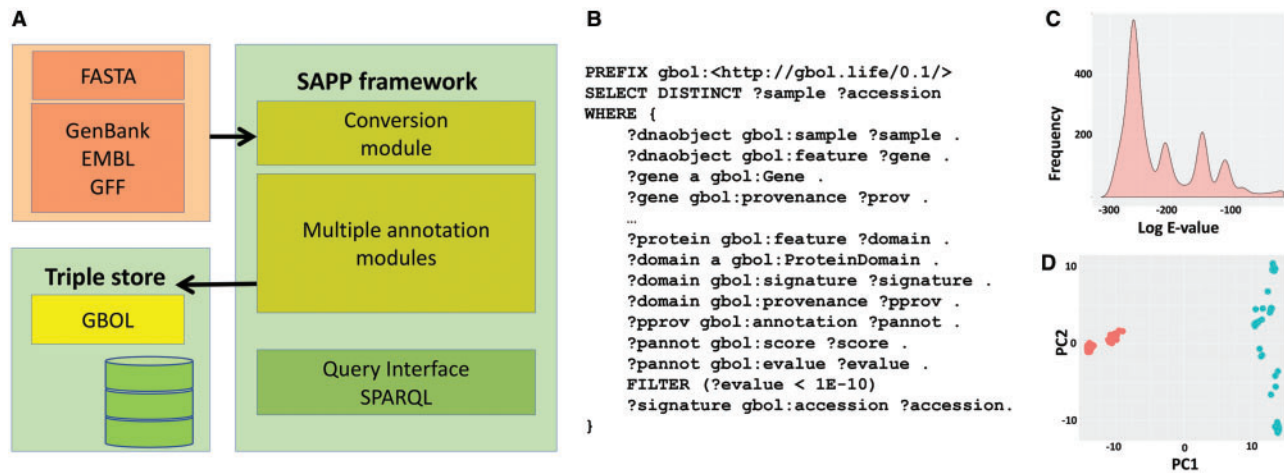 A
FASTA
GenBank
EMBL
GFF
SAPP framework
Conversion
module
Multiple annotation
modules
Query Interface
SPARQL
Triple store
GBOL
B
PREFIX gbol:<http://gbol.life/0.1/>
SELECT DISTINCT ?sample ?accession
WHERE {
?dnaobject gbol:sample ?sample .
?dnaobject gbol:feature ?gene .
?gene a gbol:Gene .
?gene gbol:provenance ?prov .
…
?protein gbol:feature ?domain .
?domain a gbol:ProteinDomain .
?domain gbol:signature ?signature .
?domain gbol:provenance ?pprov .
?pprov gbol:annotation ?pannot .
?pannot gbol:score ?score .
?pannot gbol:evalue ?evalue .
FILTER (?evalue < 1E-10)
?signature gbol:accession ?accession.
}
C
Frequency
400
200
-300
-200
-100
Log E-value
D
PC2
10
0
-10
-10
0
10
PC1